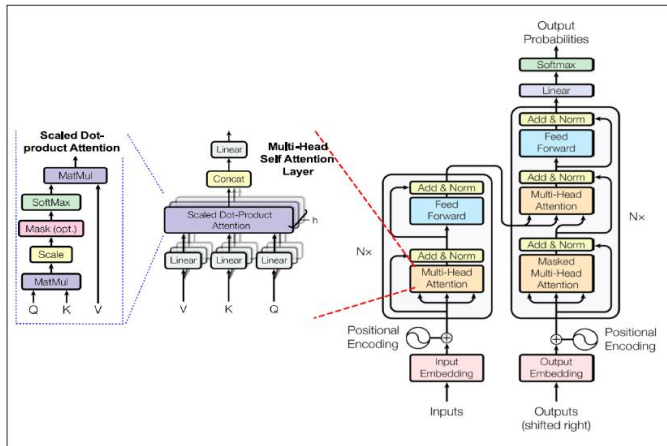 Scaled Dot-
product Attention
MatMul
SoftMax
Mask (opt.)
Scale
MatMul
Q K V
Multi-Head
Self Attention
Layer
Linear
Concat
Scaled Dot-Product
Attention
h
Linear Linear Linear
V K Q
Add & Norm
Feed
Forward
Nx
Add & Norm
Multi-Head
Attention
Positional
Encoding
Input
Embedding
Inputs
Output
Probabilities
Softmax
Linear
Add & Norm
Feed
Forward
Add & Norm
Multi-Head
Attention
Nx
Add & Norm
Masked
Multi-Head
Attention
Positional
Encoding
Output
Embedding
Outputs
(shifted right)